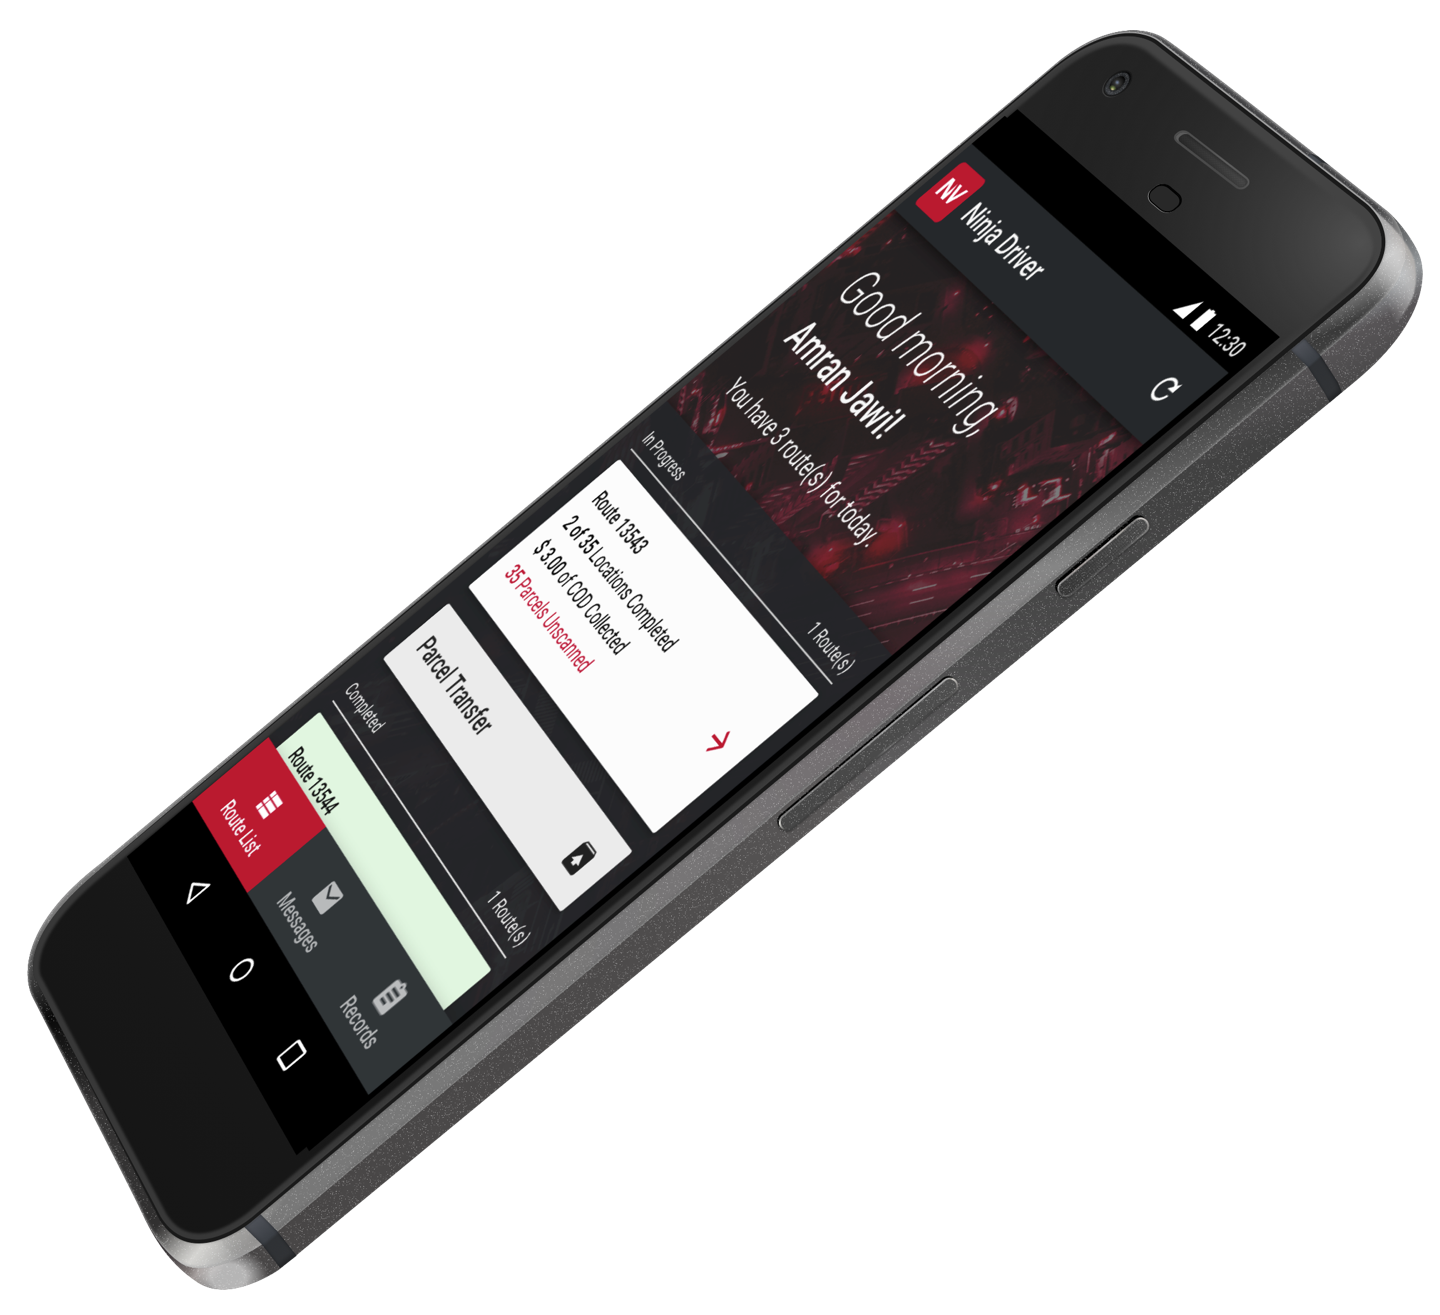 12:30
NV Ninja Driver
Good morning,
Amran Jawi!
You have 3 route(s) for today.
In Progress 1 Route(s)
Route 13543
2 of 35 Locations Completed
$3.00 of COD Collected
35 Parcels Unscanned
Parcel Transfer
Completed 1 Route(s)
Route 13544
Route List Messages Records